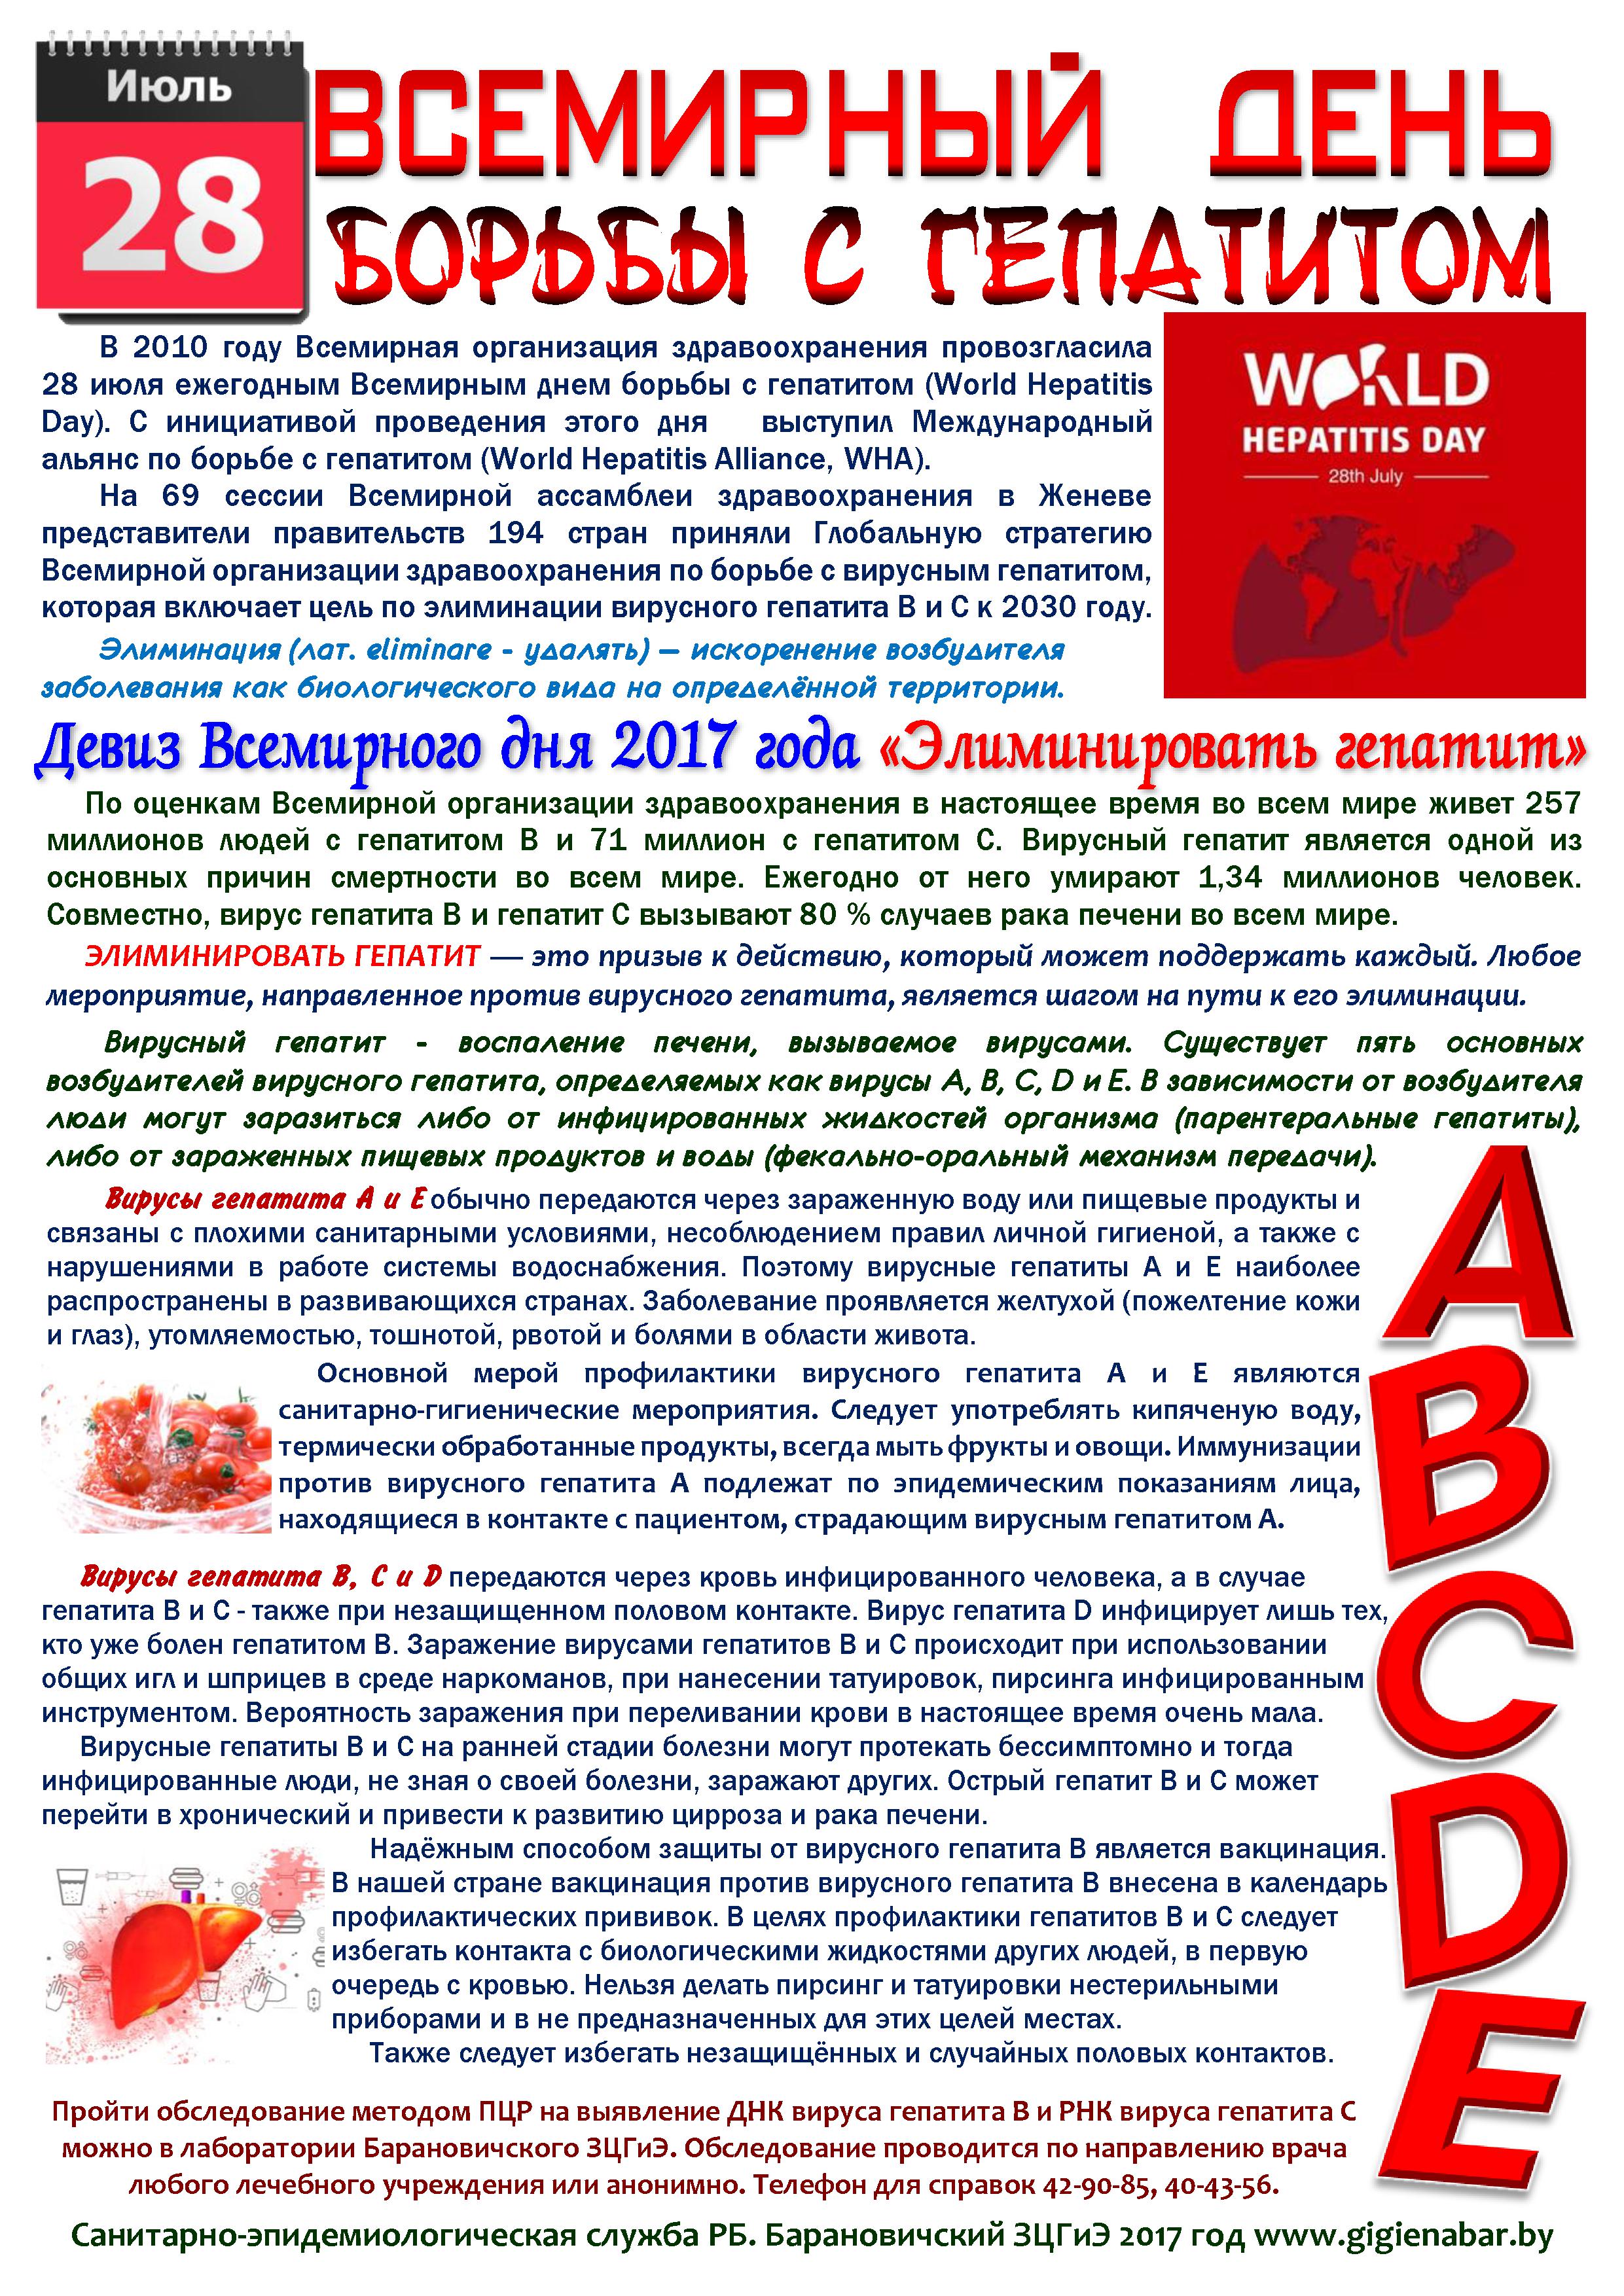 Июль
28
ВСЕМИРНЫЙ ДЕНЬ
БОРЬБЫ С ГЕПАТИТОМ
В 2010 году Всемирная организация здравоохранения провозгласила
28 июля ежегодным Всемирным днем борьбы с гепатитом (World Hepatitis
Day). С инициативой проведения этого дня выступил Международный
альянс по борьбе с гепатитом (World Hepatitis Alliance, WHA).
На 69 сессии Всемирной ассамблеи здравоохранения в Женеве
представители правительств 194 стран приняли Глобальную стратегию
Всемирной организации здравоохранения по борьбе с вирусным гепатитом,
которая включает цель по элиминации вирусного гепатита В и С к 2030 году.
Элиминация (лат. eliminare - удалять) — искоренение возбудителя
заболевания как биологического вида на определённой территории.
WORLD
HEPATITIS DAY
28th July
Девиз Всемирного дня 2017 года «Элиминировать гепатит»
По оценкам Всемирной организации здравоохранения в настоящее время во всем мире живет 257
миллионов людей с гепатитом В и 71 миллион с гепатитом С. Вирусный гепатит является одной из
основных причин смертности во всем мире. Ежегодно от него умирают 1,34 миллионов человек.
Совместно, вирус гепатита В и гепатит С вызывают 80 % случаев рака печени во всем мире.
ЭЛИМИНИРОВАТЬ ГЕПАТИТ — это призыв к действию, который может поддержать каждый. Любое
мероприятие, направленное против вирусного гепатита, является шагом на пути к его элиминации.
Вирусный гепатит - воспаление печени, вызываемое вирусами. Существует пять основных
возбудителей вирусного гепатита, определяемых как вирусы А, В, С, D и Е. В зависимости от возбудителя
люди могут заразиться либо от инфицированных жидкостей организма (парентеральные гепатиты),
либо от зараженных пищевых продуктов и воды (фекально-оральный механизм передачи).
Вирусы гепатита А и Е обычно передаются через зараженную воду или пищевые продукты и
связаны с плохими санитарными условиями, несоблюдением правил личной гигиеной, а также с
нарушениями в работе системы водоснабжения. Поэтому вирусные гепатиты А и Е наиболее
распространены в развивающихся странах. Заболевание проявляется желтухой (пожелтение кожи
и глаз), утомляемостью, тошнотой, рвотой и болями в области живота.
Основной мерой профилактики вирусного гепатита А и Е являются
санитарно-гигиенические мероприятия. Следует употреблять кипяченую воду,
термически обработанные продукты, всегда мыть фрукты и овощи. Иммунизации
против вирусного гепатита А подлежат по эпидемическим показаниям лица,
находящиеся в контакте с пациентом, страдающим вирусным гепатитом А.
Вирусы гепатита В, С и D передаются через кровь инфицированного человека, а в случае
гепатита В и С - также при незащищенном половом контакте. Вирус гепатита D инфицирует лишь тех,
кто уже болен гепатитом В. Заражение вирусами гепатитов В и С происходит при использовании
общих игл и шприцев в среде наркоманов, при нанесении татуировок, пирсинга инфицированным
инструментом. Вероятность заражения при переливании крови в настоящее время очень мала.
Вирусные гепатиты В и С на ранней стадии болезни могут протекать бессимптомно и тогда
инфицированные люди, не зная о своей болезни, заражают других. Острый гепатит В и С может
перейти в хронический и привести к развитию цирроза и рака печени.
Надёжным способом защиты от вирусного гепатита В является вакцинация.
В нашей стране вакцинация против вирусного гепатита В внесена в календарь
профилактических прививок. В целях профилактики гепатитов В и С следует
избегать контакта с биологическими жидкостями других людей, в первую
очередь с кровью. Нельзя делать пирсинг и татуировки нестерильными
приборами и в не предназначенных для этих целей местах.
Также следует избегать незащищённых и случайных половых контактов.
A
B
C
D
E
Пройти обследование методом ПЦР на выявление ДНК вируса гепатита В и РНК вируса гепатита С
можно в лаборатории Барановичского ЗЦГиЭ. Обследование проводится по направлению врача
любого лечебного учреждения или анонимно. Телефон для справок 42-90-85, 40-43-56.
Санитарно-эпидемиологическая служба РБ. Барановичский ЗЦГиЭ 2017 год www.gigienabar.by